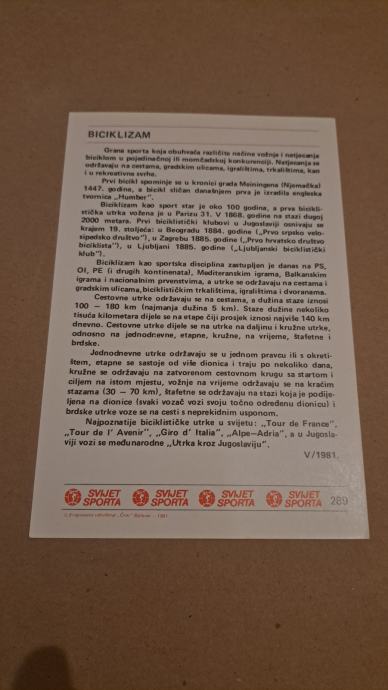 BICIKLIZAM
Grana sporta koja obuhvaća različite načine vožnje i natjecanja
biciklom u pojedinačnoj ili momčadskoj konkurenciji. Natjecanja se
održavaju na cestama, gradskim ulicama, igralištima, trkalištima, kao
i u rekreativne svrhe.
Prvi bicikl spominje se u kronici grada Meiningena (Njemačka)
1447. godine, a bicikl sličan današnjem prva je izradila engleska
tvornica „Humber".
Biciklizam kao sport star je oko 100 godina, a prva bicikli-
stička utrka vožena je u Parizu 31. V 1868. godine na stazi dugoj
2000 metara. Prvi biciklistički klubovi u Jugoslaviji osnivaju se
krajem 19. stoljeća: u Beogradu 1884. godine („Prvo srpsko velo-
sipedsko društvo"), u Zagrebu 1885. godine („Prvo hrvatsko društvo
biciklista"), u Ljubljani 1885. godine („Ljubljanski biciklistički
klub").
Biciklizam kao sportska disciplina zastupljen je danas na PS,
OI, PE (i drugih kontinenata), Mediteranskim igrama, Balkanskim
igrama i nacionalnim prvenstvima, a utrke se održavaju na cestama i
gradskim ulicama, biciklističkim trkalištima, igralištima i dvoranama.
Cestovne utrke održavaju se na cestama, a dužina staze iznosi
100 — 180 km (najmanja dužina 5 km). Staze dužine nekoliko
tisuća kilometara dijele se na etape čiji prosjek iznosi najviše 140 km
dnevno. Cestovne utrke dijele se na utrke na daljinu i kružne utrke,
odnosno na jednodnevne, etapne, kružne, na vrijeme, štafetne i
brdske.
Jednodnevne utrke održavaju se u jednom pravcu ili s okreti-
štem, etapne se sastoje od više dionica i traju po nekoliko dana,
kružne se održavaju na zatvorenom cestovnom krugu sa startom i
ciljem na istom mjestu, vožnje na vrijeme održavaju se na kraćim
stazama (30 — 70 km), štafetne se održavaju na stazi koja je podije-
ljena na dionice (svaki vozač vozi svoju točno određenu dionicu) i
brdske utrke voze se na cesti s neprekidnim usponom.
Najpoznatije biciklističke utrke u svijetu: „Tour de France",
„Tour de l' Avenir", „Giro d' Italia", „Alpe—Adria", a u Jugosla-
viji vozi se međunarodne „Utrka kroz Jugoslaviju".
V/1981.
SVIJET SPORTA SVIJET SPORTA SVIJET SPORTA SVIJET SPORTA 289